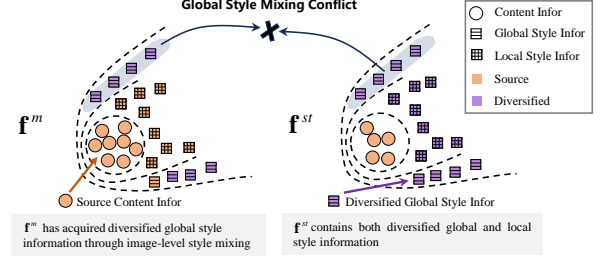 Global Style Mixing Conflict
Content Infor
Global Style Infor
Local Style Infor
Source
Diversified
f^m
f^st
Source Content Infor
Diversified Global Style Infor
f^m has acquired diversified global style
information through image-level style mixing
f^st contains both diversified global and local
style information